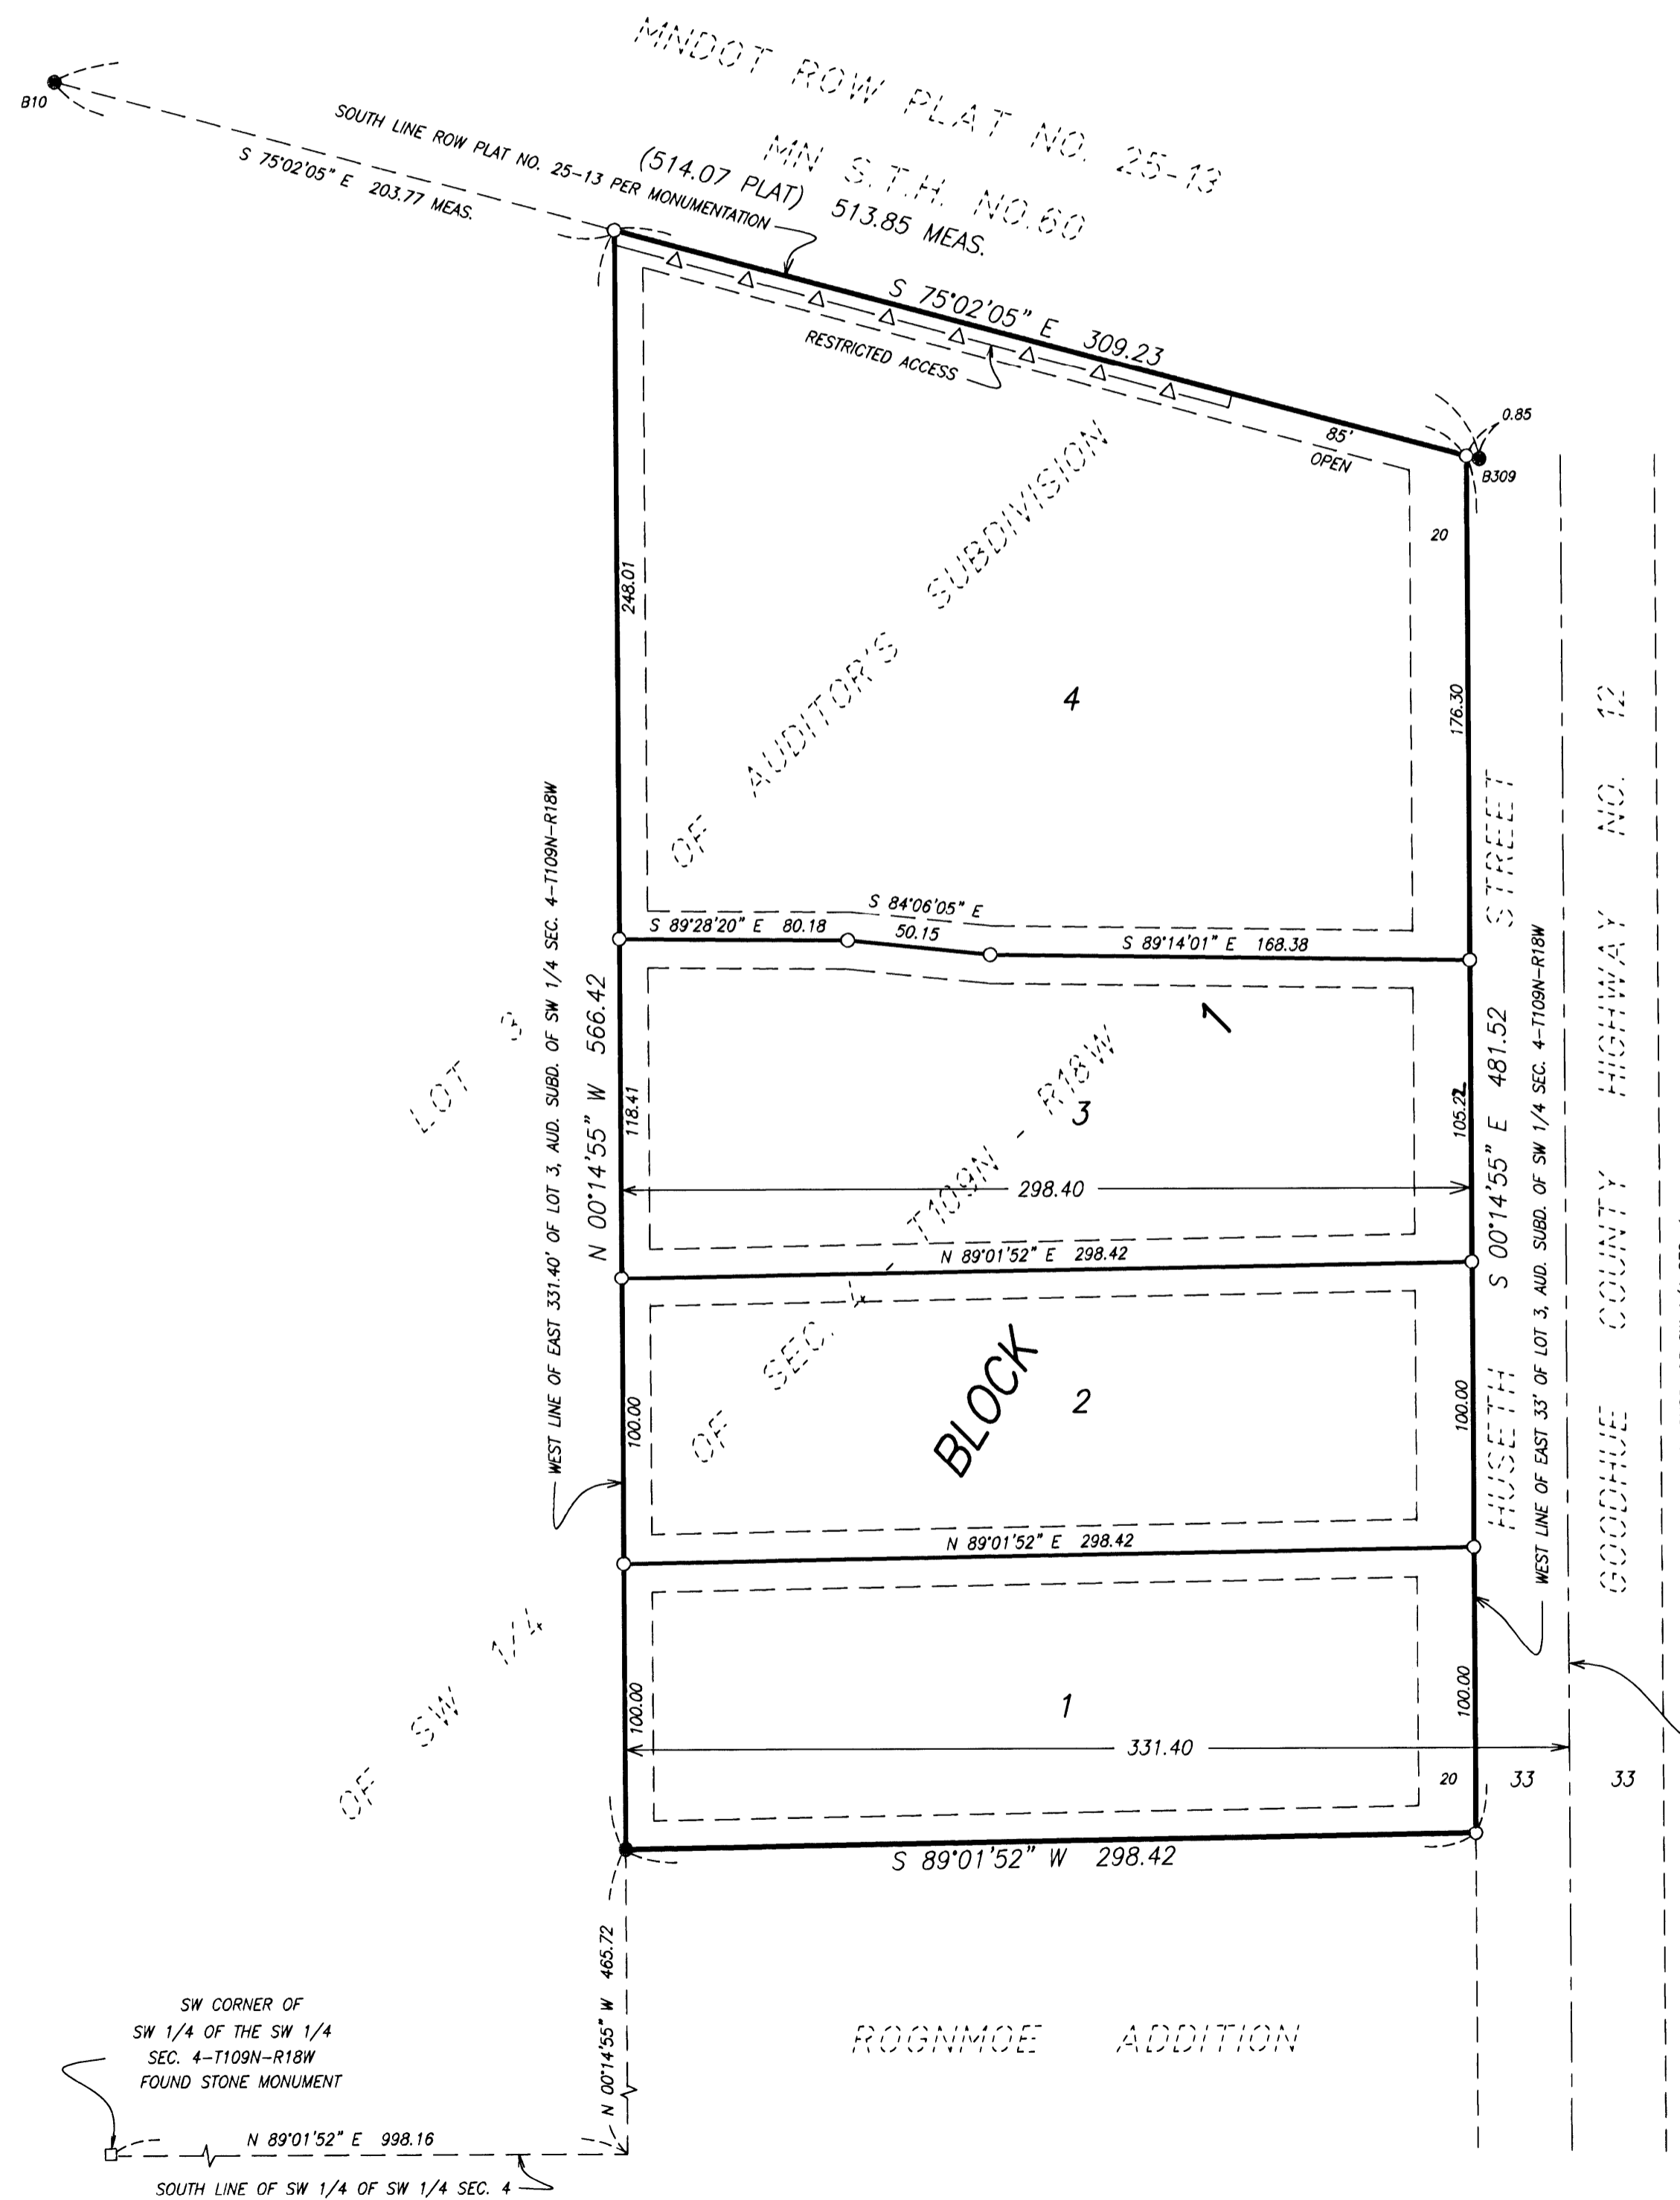 MNDOT ROW PLAT NO. 25-13
MN S.T.H. NO.60
B10
SOUTH LINE ROW PLAT NO. 25-13 PER MONUMENTATION
(514.07 PLAT) 513.85 MEAS.
S 75°02'05" E 203.77 MEAS.
S 75°02'05" E 309.23
RESTRICTED ACCESS
85'
OPEN
0.85
B309
20
248.01
176.30
OF AUDITOR'S SUBDIVISION
4
S 84°06'05" E
S 89°28'20" E 80.18
50.15
S 89°14'01" E 168.38
WEST LINE OF EAST 331.40' OF LOT 3, AUD. SUBD. OF SW 1/4 SEC. 4-T109N-R18W
N 00°14'55" W 566.42
LOT 3
118.41
1
3
105.22
S 00°14'55" E 481.52
WEST LINE OF EAST 33' OF LOT 3, AUD. SUBD. OF SW 1/4 SEC. 4-T109N-R18W
HUSETH STREET
GOODHUE COUNTY HIGHWAY NO. 12
298.40
N 89°01'52" E 298.42
OF SEC. 4 T109N - R18W
100.00
BLOCK
2
100.00
N 89°01'52" E 298.42
OF SW 1/4
100.00
1
100.00
331.40
20
33
33
S 89°01'52" W 298.42
N 00°14'55" W 465.72
ROGNMOE ADDITION
SW CORNER OF
SW 1/4 OF THE SW 1/4
SEC. 4-T109N-R18W
FOUND STONE MONUMENT
N 89°01'52" E 998.16
SOUTH LINE OF SW 1/4 OF SW 1/4 SEC. 4